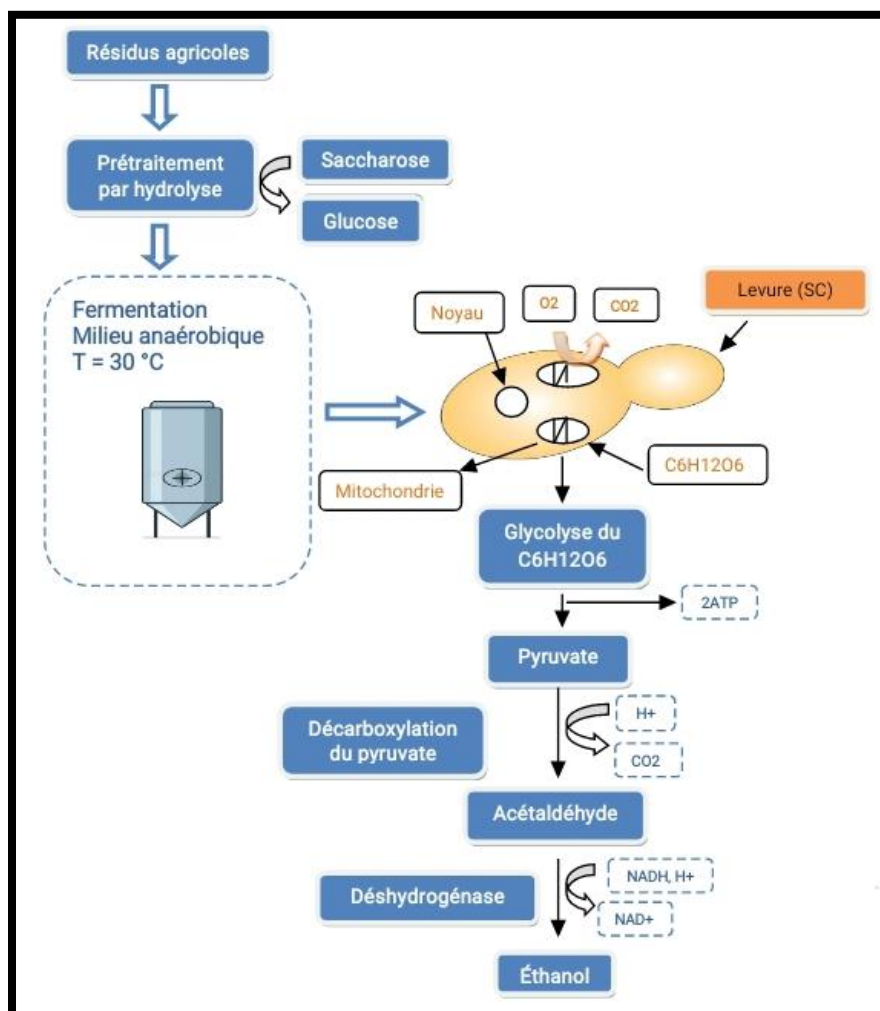 Résidus agricoles
Prétraitement
par hydrolyse
Saccharose
Glucose
Fermentation
Milieu anaérobique
T = 30 °C
Noyau
O2
CO2
Levure (SC)
Mitochondrie
C6H12O6
Glycolyse du
C6H12O6
2ATP
Pyruvate
Décarboxylation
du pyruvate
H+
CO2
Acétaldéhyde
Déshydrogénase
NADH, H+
NAD+
Éthanol